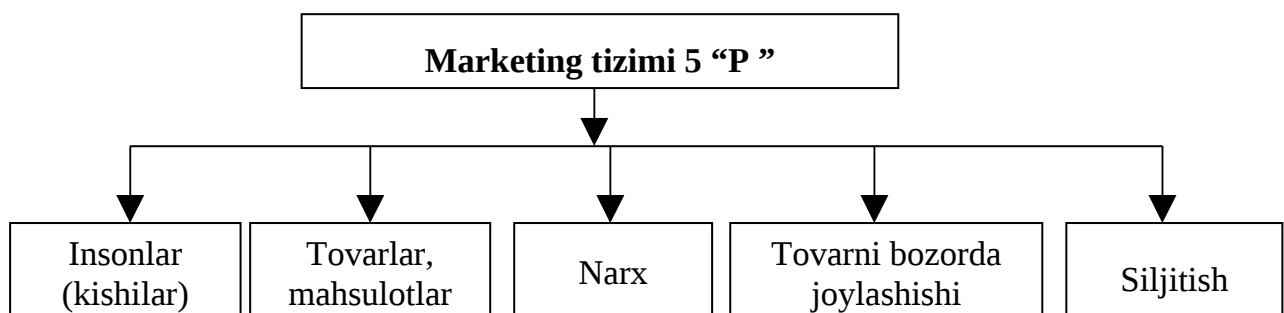 Marketing tizimi 5 “P ”
Insonlar
(kishilar)
Tovarlar,
mahsulotlar
Narx
Tovarni bozorda
joylashishi
Siljitish